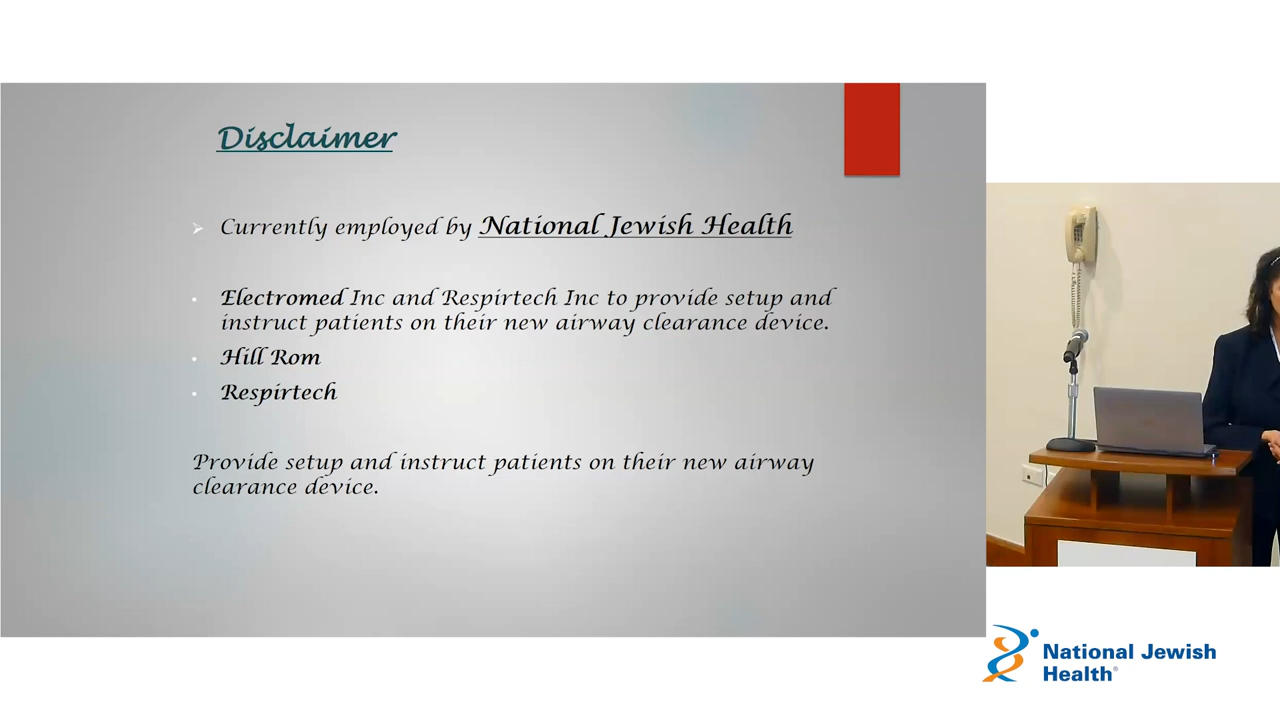 Disclaimer
Currently employed by National Jewish Health
Electromed Inc and Respirtech Inc to provide setup and
instruct patients on their new airway clearance device.
Hill Rom
Respirtech
Provide setup and instruct patients on their new airway
clearance device.
National Jewish
Health®